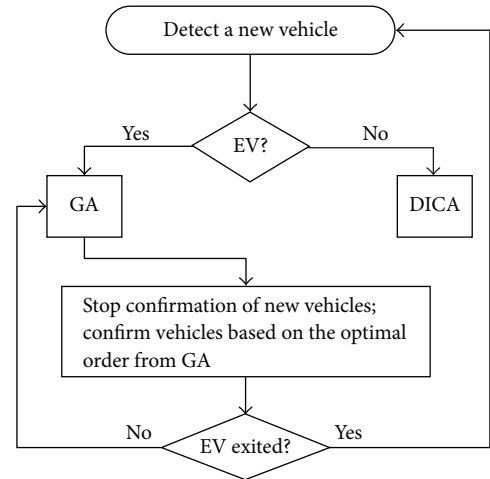 Detect a new vehicle
Yes
EV?
No
GA
DICA
Stop confirmation of new vehicles;
confirm vehicles based on the optimal
order from GA
No
EV exited?
Yes